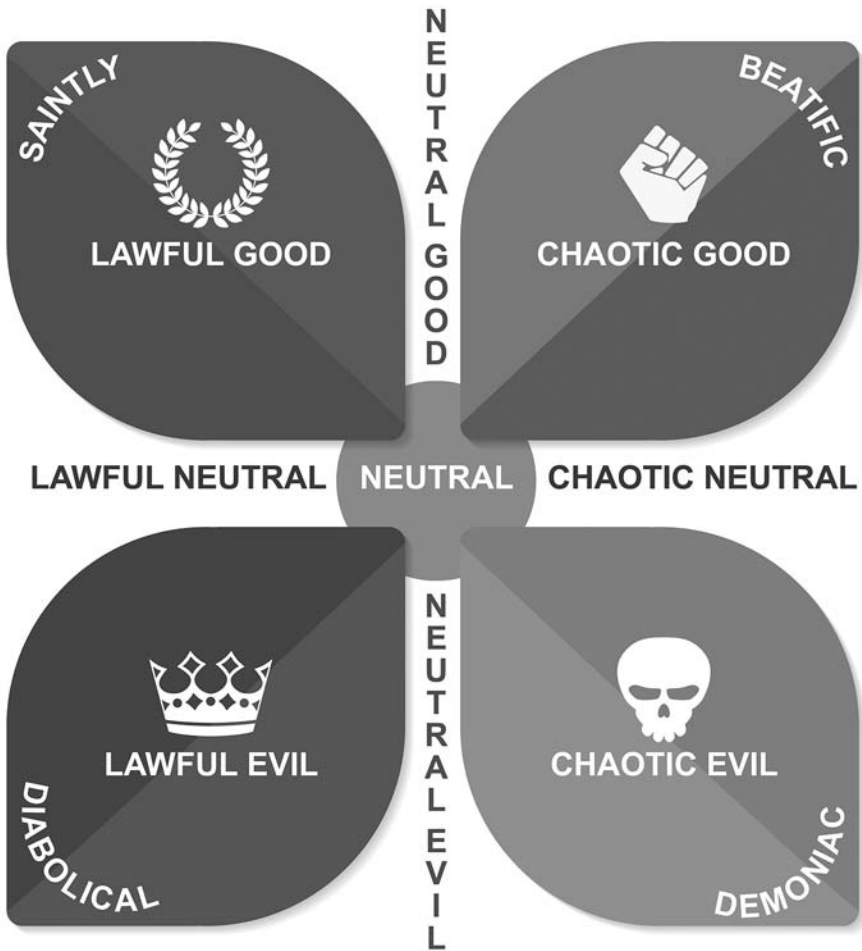 SAINTLY
NEUTRAL GOOD
BEATIFIC
LAWFUL GOOD
CHAOTIC GOOD
LAWFUL NEUTRAL
NEUTRAL
CHAOTIC NEUTRAL
LAWFUL EVIL
NEUTRAL EVIL
CHAOTIC EVIL
DIABOLICAL
DEMONIAC